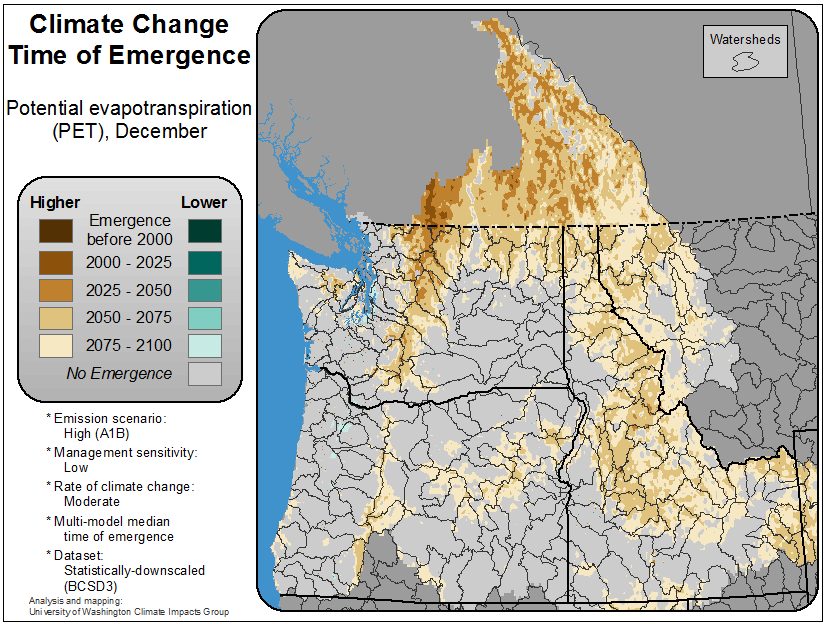 Climate Change
Time of Emergence
Potential evapotranspiration
(PET), December
Higher
Lower
Emergence
before 2000
2000 - 2025
2025 - 2050
2050 - 2075
2075 - 2100
No Emergence
* Emission scenario:
High (A1B)
* Management sensitivity:
Low
* Rate of climate change:
Moderate
* Multi-model median
time of emergence
* Dataset:
Statistically-downscaled
(BCSD3)
Analysis and mapping:
University of Washington Climate Impacts Group
Watersheds